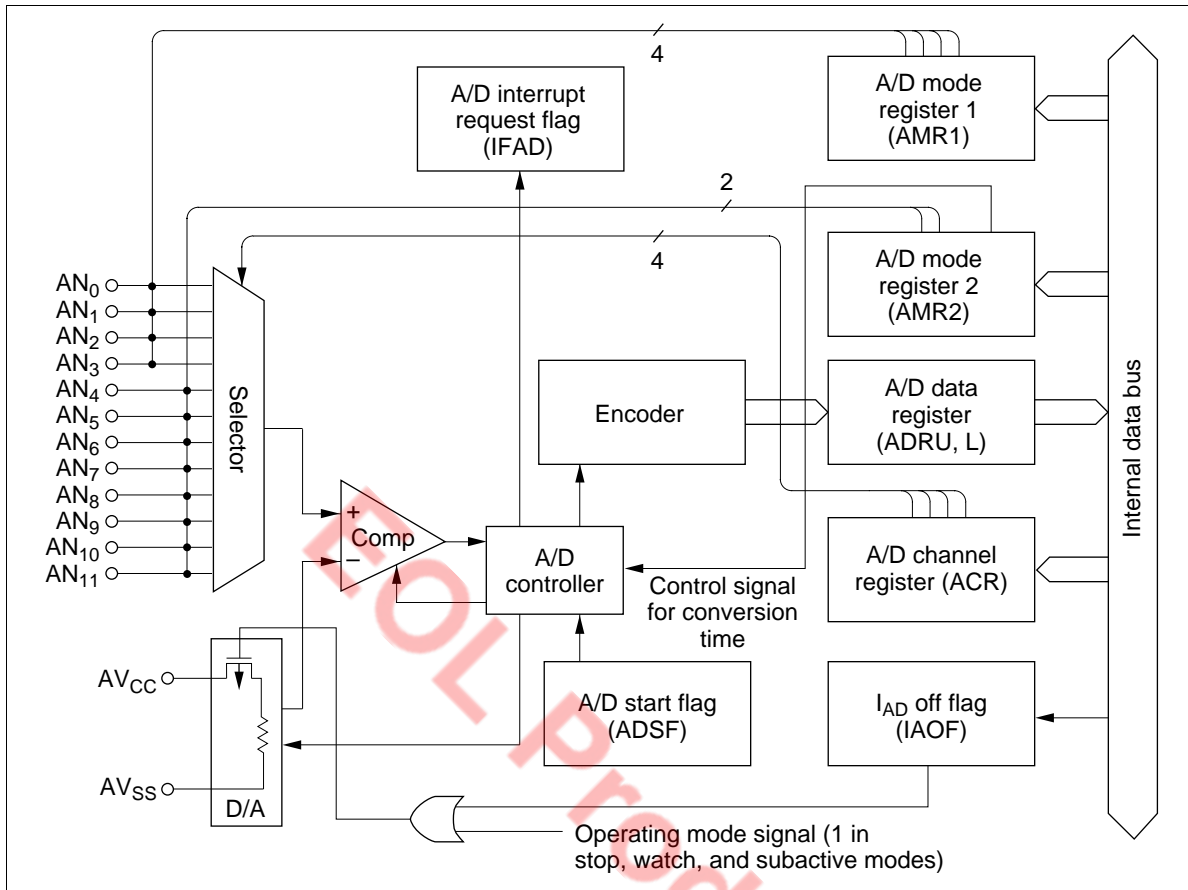 4
A/D interrupt
request flag
(IFAD)
A/D mode
register 1
(AMR1)
2
4
A/D mode
register 2
(AMR2)
AN0
AN1
AN2
AN3
AN4
AN5
AN6
AN7
AN8
AN9
AN10
AN11
Selector
Encoder
A/D data
register
(ADRU, L)
Internal data bus
+
Comp
−
A/D
controller
Control signal
for conversion
time
A/D channel
register (ACR)
AVCC
AVSS
D/A
A/D start flag
(ADSF)
IAD off flag
(IAOF)
Operating mode signal (1 in
stop, watch, and subactive modes)
EOL Prod